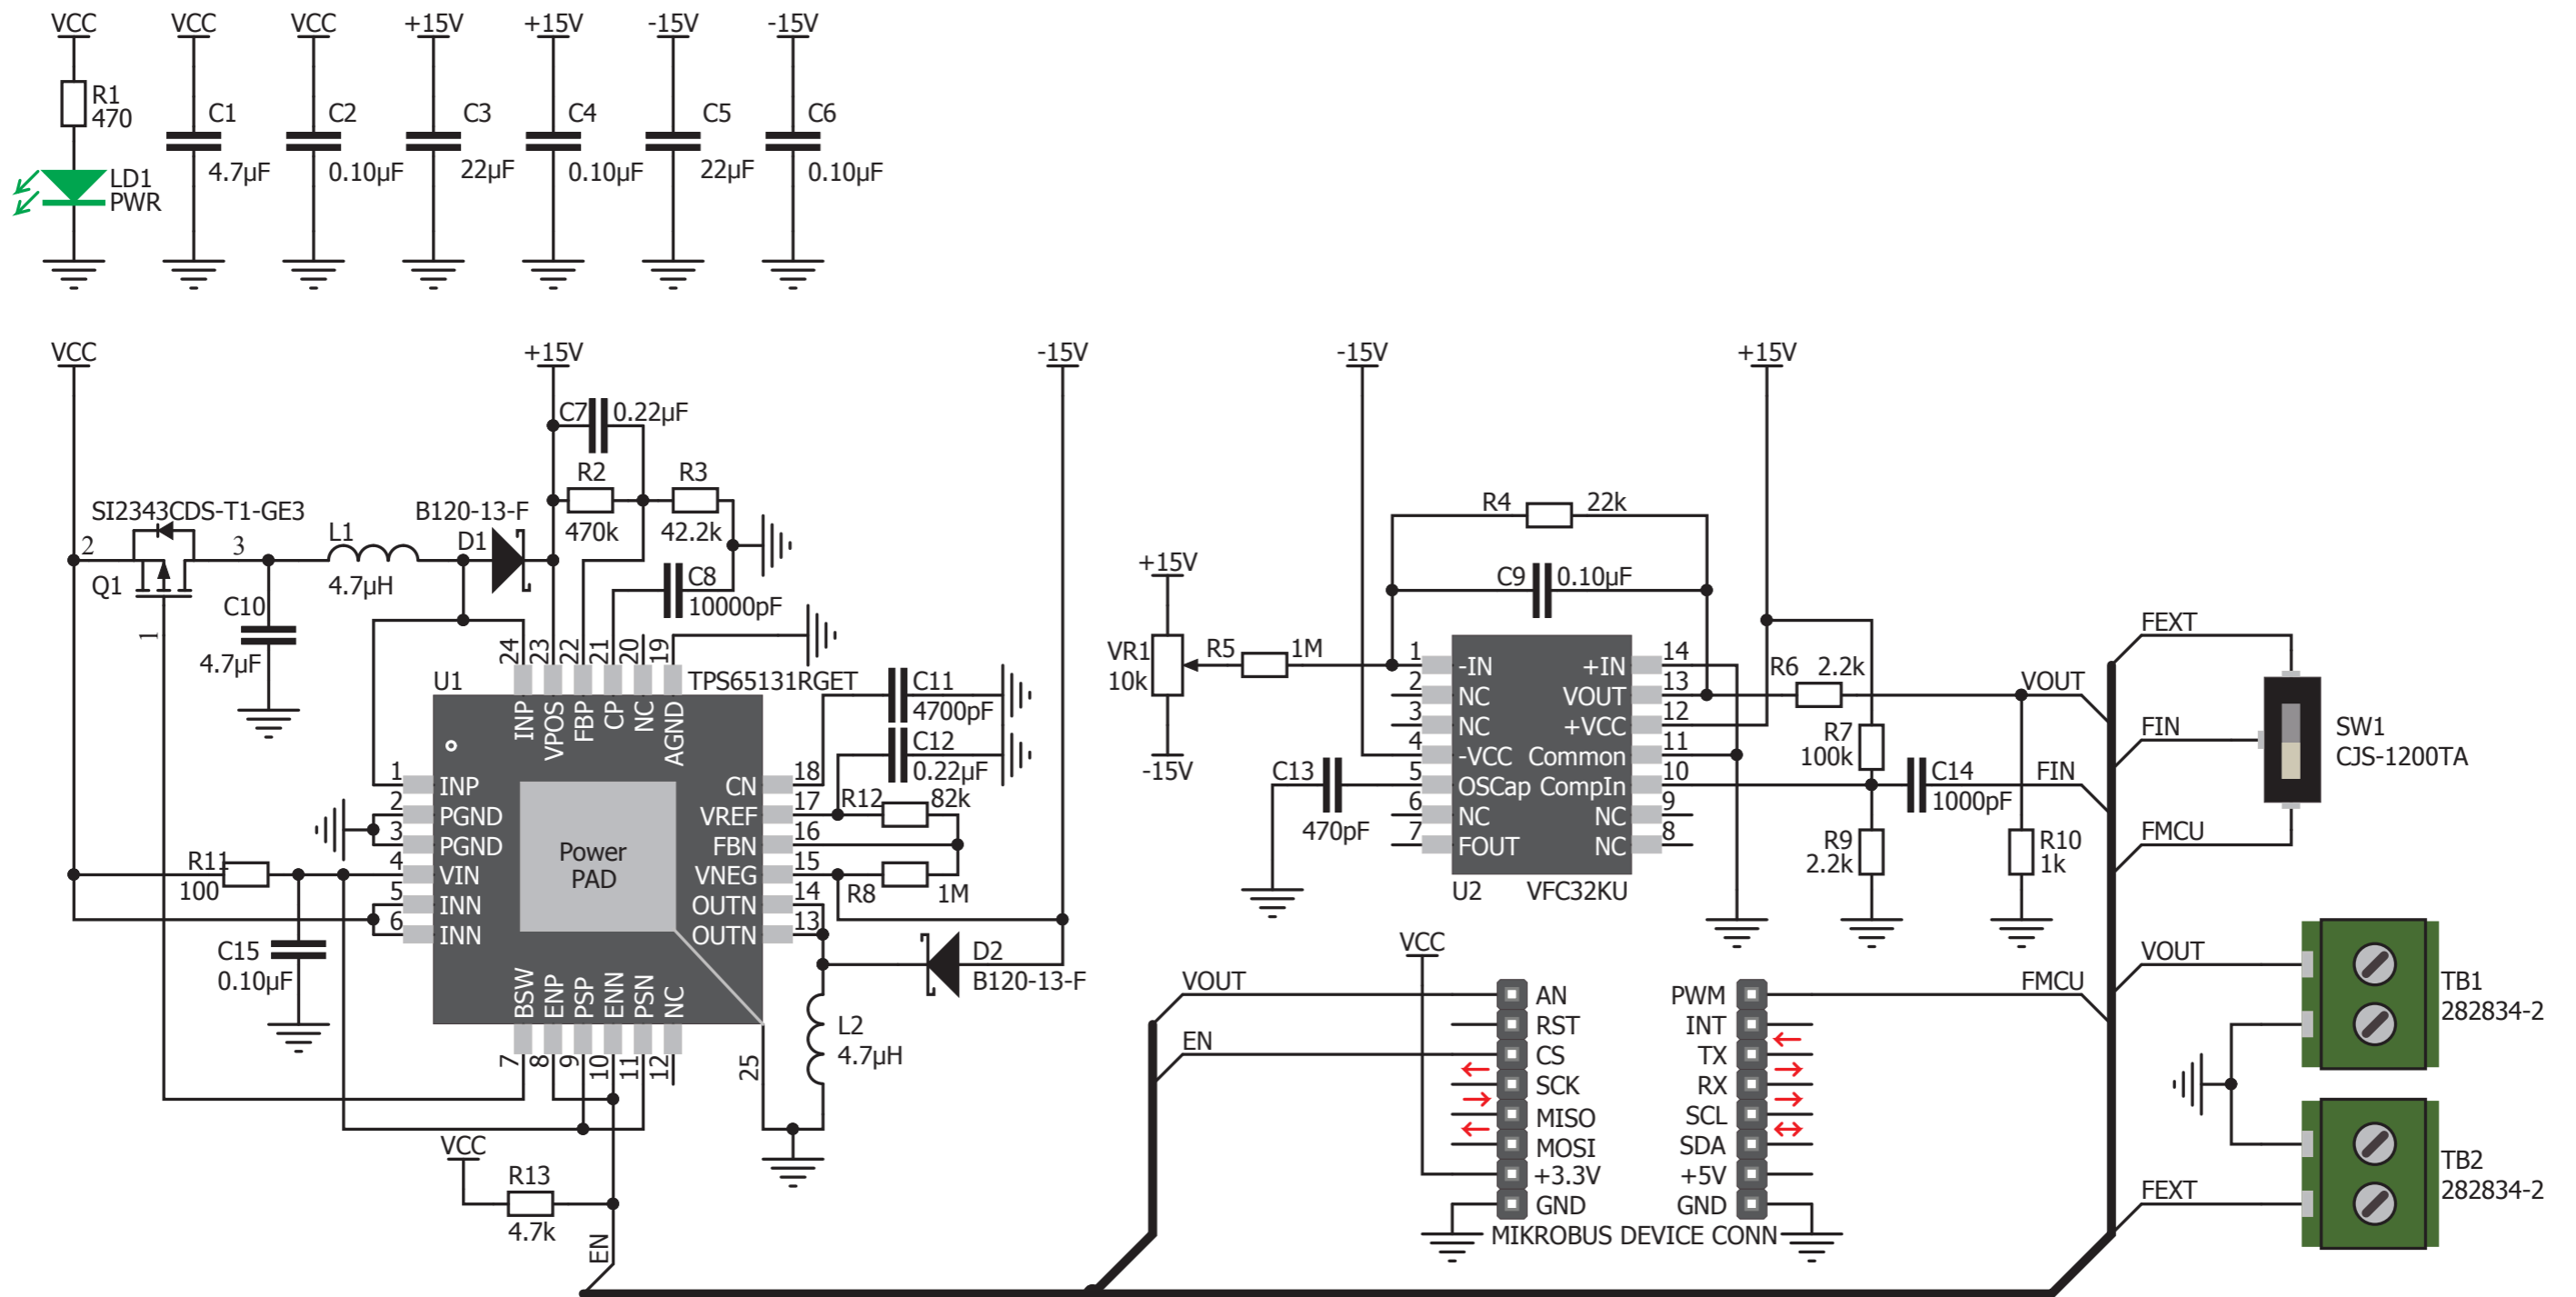 VCC VCC VCC +15V +15V -15V -15V
R1
470
C1
4.7µF
C2
0.10µF
C3
22µF
C4
0.10µF
C5
22µF
C6
0.10µF
LD1
PWR
VCC +15V -15V -15V +15V
C7 0.22µF
R2
470k
R3
42.2k
SI2343CDS-T1-GE3
2 3
Q1
1
L1
4.7µH
B120-13-F
D1
C8
10000pF
C10
4.7µF
24 23 22 21 20 19
U1
TPS65131RGET
INP VPOS FBP CP NC AGND
C11
4700pF
C12
0.22µF
1 INP
2 PGND
3 PGND
4 VIN
5 INN
6 INN
Power
PAD
CN 18
VREF 17
FBN 16
VNEG 15
OUTN 14
OUTN 13
R12 82k
R8 1M
R11
100
C15
0.10µF
D2
B120-13-F
BSW ENP PSP ENN PSN NC
7 8 9 10 11 12 25
L2
4.7µH
VCC
R13
4.7k
EN
R4 22k
C9 0.10µF
+15V
VR1
10k
-15V
R5 1M
1 -IN
2 NC
3 NC
4 -VCC
5 OSCap
6 NC
7 FOUT
+IN 14
VOUT 13
+VCC 12
Common 11
CompIn 10
NC 9
NC 8
U2 VFC32KU
C13
470pF
R6 2.2k
VOUT
R7
100k
C14
1000pF
FIN
R9
2.2k
R10
1k
FEXT
FIN
FMCU
SW1
CJS-1200TA
VOUT
TB1
282834-2
TB2
282834-2
FEXT
VCC
VOUT
EN
AN
RST
CS
SCK
MISO
MOSI
+3.3V
GND
PWM
INT
TX
RX
SCL
SDA
+5V
GND
FMCU
MIKROBUS DEVICE CONN